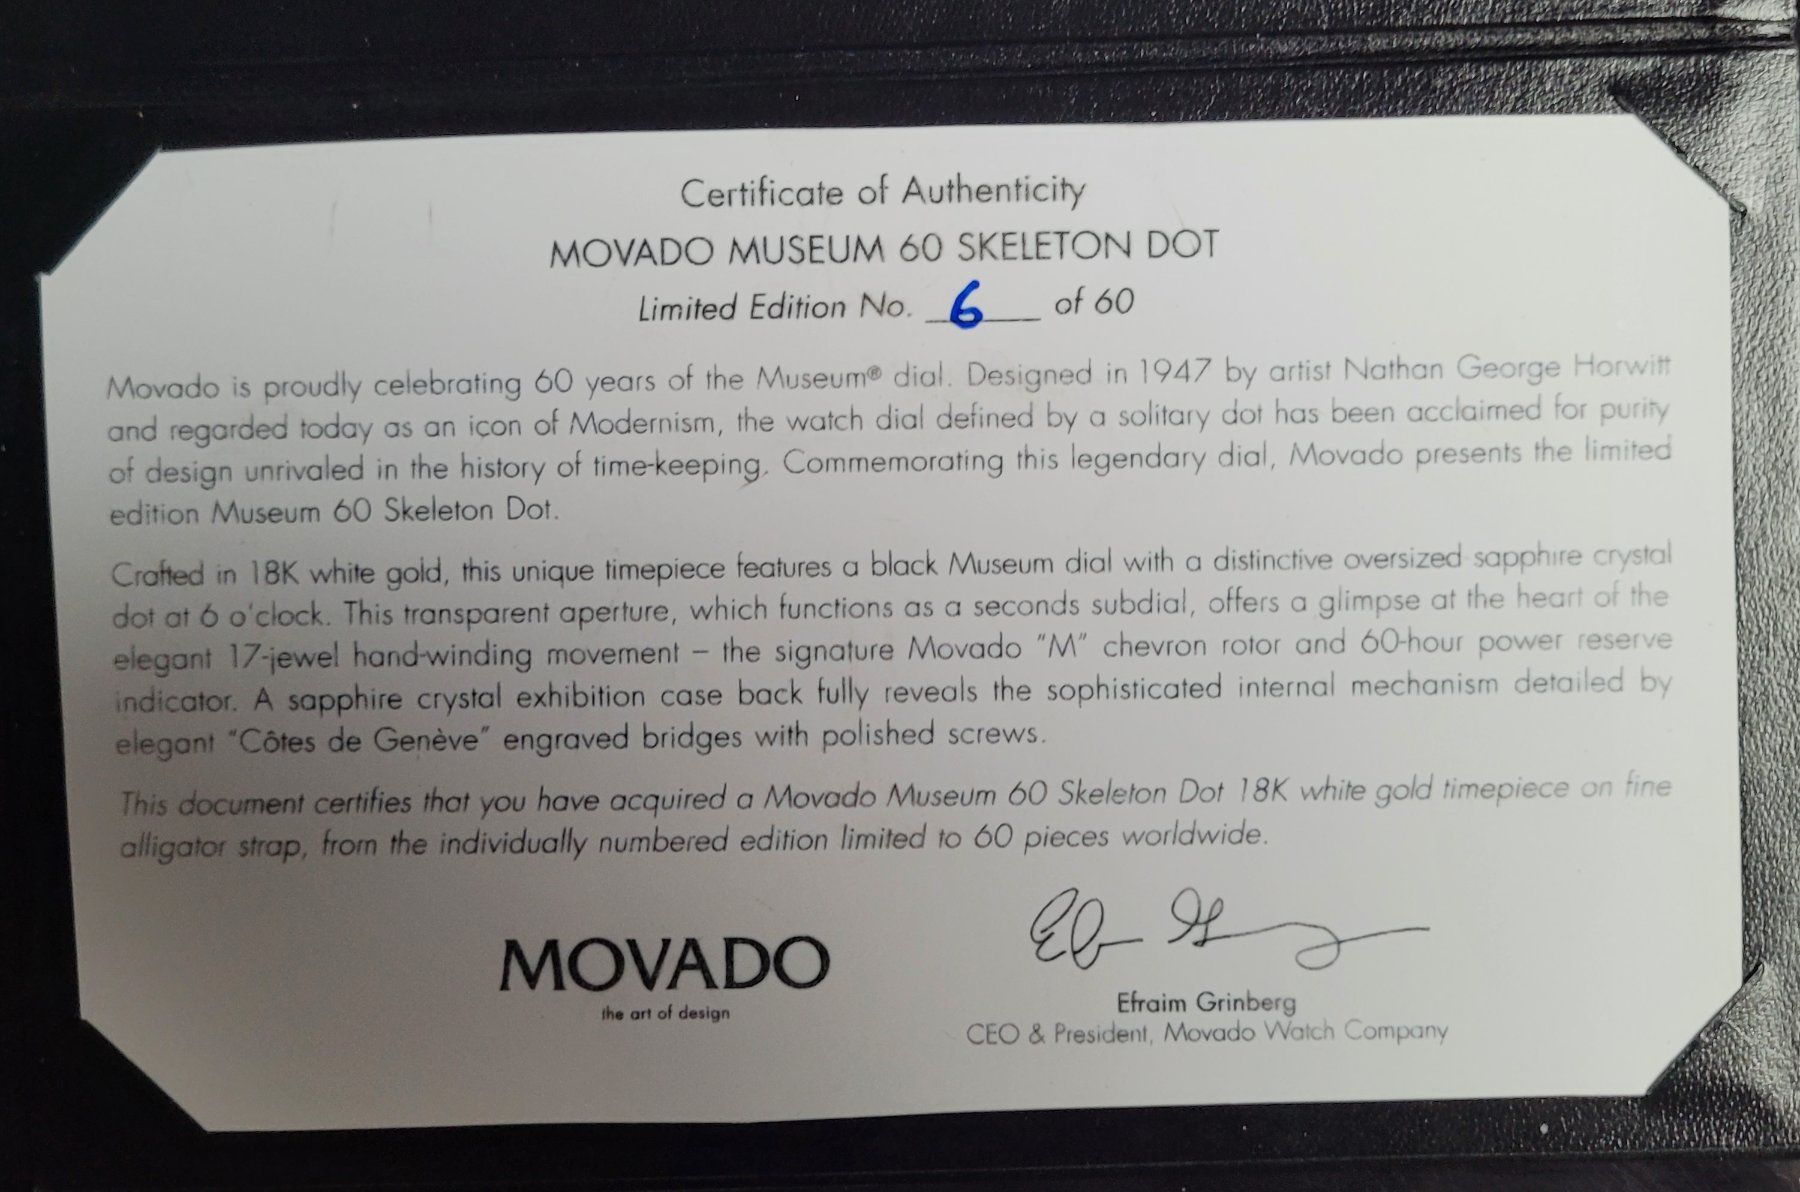 Certificate of Authenticity
MOVADO MUSEUM 60 SKELETON DOT
Limited Edition No. 6 of 60
Movado is proudly celebrating 60 years of the Museum® dial. Designed in 1947 by artist Nathan George Horwitt
and regarded today as an icon of Modernism, the watch dial defined by a solitary dot has been acclaimed for purity
of design unrivaled in the history of time-keeping. Commemorating this legendary dial, Movado presents the limited
edition Museum 60 Skeleton Dot.
Crafted in 18K white gold, this unique timepiece features a black Museum dial with a distinctive oversized sapphire crystal
dot at 6 o'clock. This transparent aperture, which functions as a seconds subdial, offers a glimpse at the heart of the
elegant 17-jewel hand-winding movement – the signature Movado "M" chevron rotor and 60-hour power reserve
indicator. A sapphire crystal exhibition case back fully reveals the sophisticated internal mechanism detailed by
elegant "Côtes de Genève" engraved bridges with polished screws.
This document certifies that you have acquired a Movado Museum 60 Skeleton Dot 18K white gold timepiece on fine
alligator strap, from the individually numbered edition limited to 60 pieces worldwide.
MOVADO
the art of design
Efraim Grinberg
CEO & President, Movado Watch Company